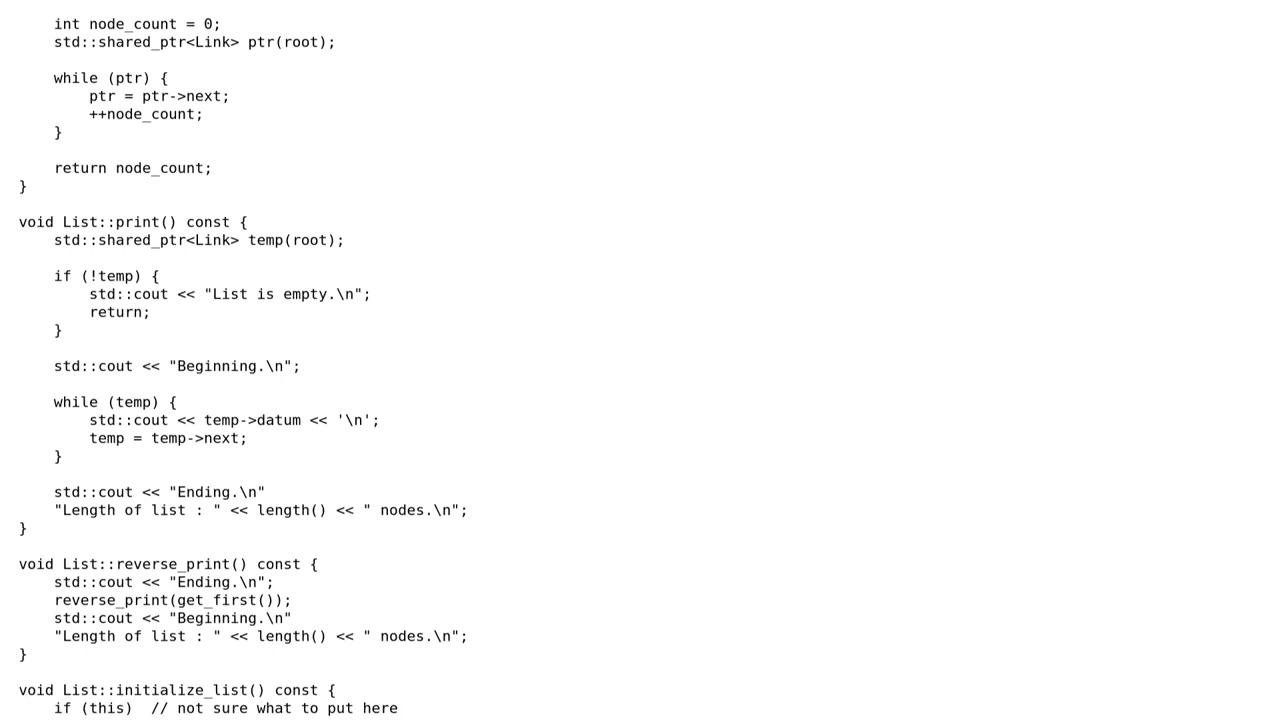 int node_count = 0;
    std::shared_ptr<Link> ptr(root);

    while (ptr) {
        ptr = ptr->next;
        ++node_count;
    }

    return node_count;
}

void List::print() const {
    std::shared_ptr<Link> temp(root);

    if (!temp) {
        std::cout << "List is empty.\n";
        return;
    }

    std::cout << "Beginning.\n";

    while (temp) {
        std::cout << temp->datum << '\n';
        temp = temp->next;
    }

    std::cout << "Ending.\n"
    "Length of list : " << length() << " nodes.\n";
}

void List::reverse_print() const {
    std::cout << "Ending.\n";
    reverse_print(get_first());
    std::cout << "Beginning.\n"
    "Length of list : " << length() << " nodes.\n";
}

void List::initialize_list() const {
    if (this)  // not sure what to put here